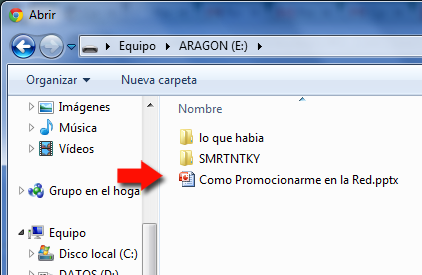 Abrir
Equipo ▸ ARAGON (E:) ▸
Organizar Nueva carpeta
Nombre
Imágenes
Música
Vídeos
Grupo en el hoga
Equipo
Disco local (C:)
DATOS (D:)
lo que habia
SMRTNTKY
Como Promocionarme en la Red.pptx